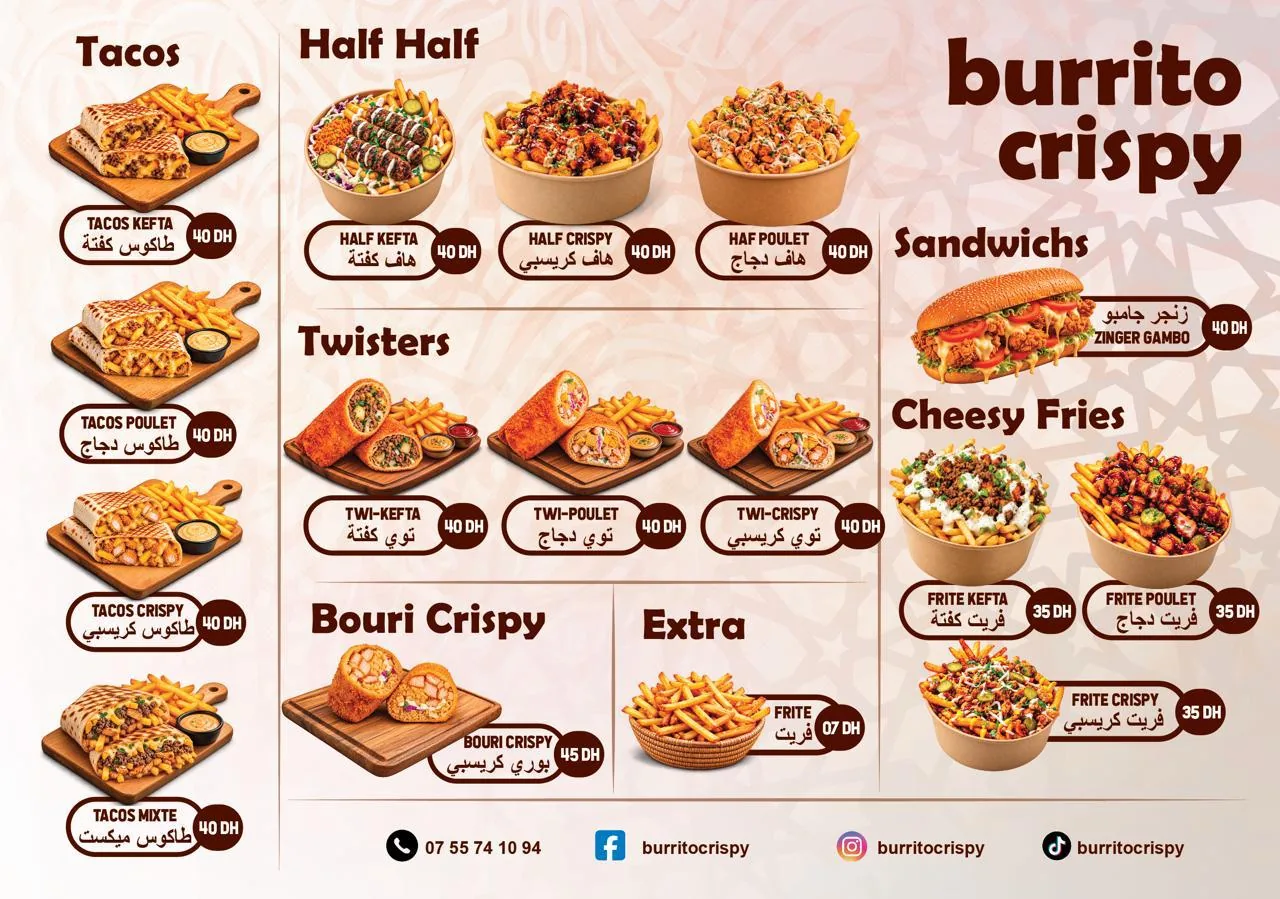 Tacos
TACOS KEFTA
طاكوس كفتة
40 DH
TACOS POULET
طاكوس دجاج
40 DH
TACOS CRISPY
طاكوس كريسبي
40 DH
TACOS MIXTE
طاكوس ميكست
40 DH
Half Half
HALF KEFTA
هاف كفتة
40 DH
HALF CRISPY
هاف كريسبي
40 DH
HAF POULET
هاف دجاج
40 DH
Twisters
TWI-KEFTA
توي كفتة
40 DH
TWI-POULET
توي دجاج
40 DH
TWI-CRISPY
توي كريسبي
40 DH
Bouri Crispy
BOURI CRISPY
بوري كريسبي
45 DH
Extra
FRITE
فريت
07 DH
burrito
crispy
Sandwichs
زنجر جامبو
ZINGER GAMBO
40 DH
Cheesy Fries
FRITE KEFTA
فريت كفتة
35 DH
FRITE POULET
فريت دجاج
35 DH
FRITE CRISPY
فريت كريسبي
35 DH
07 55 74 10 94
burritocrispy
burritocrispy
burritocrispy